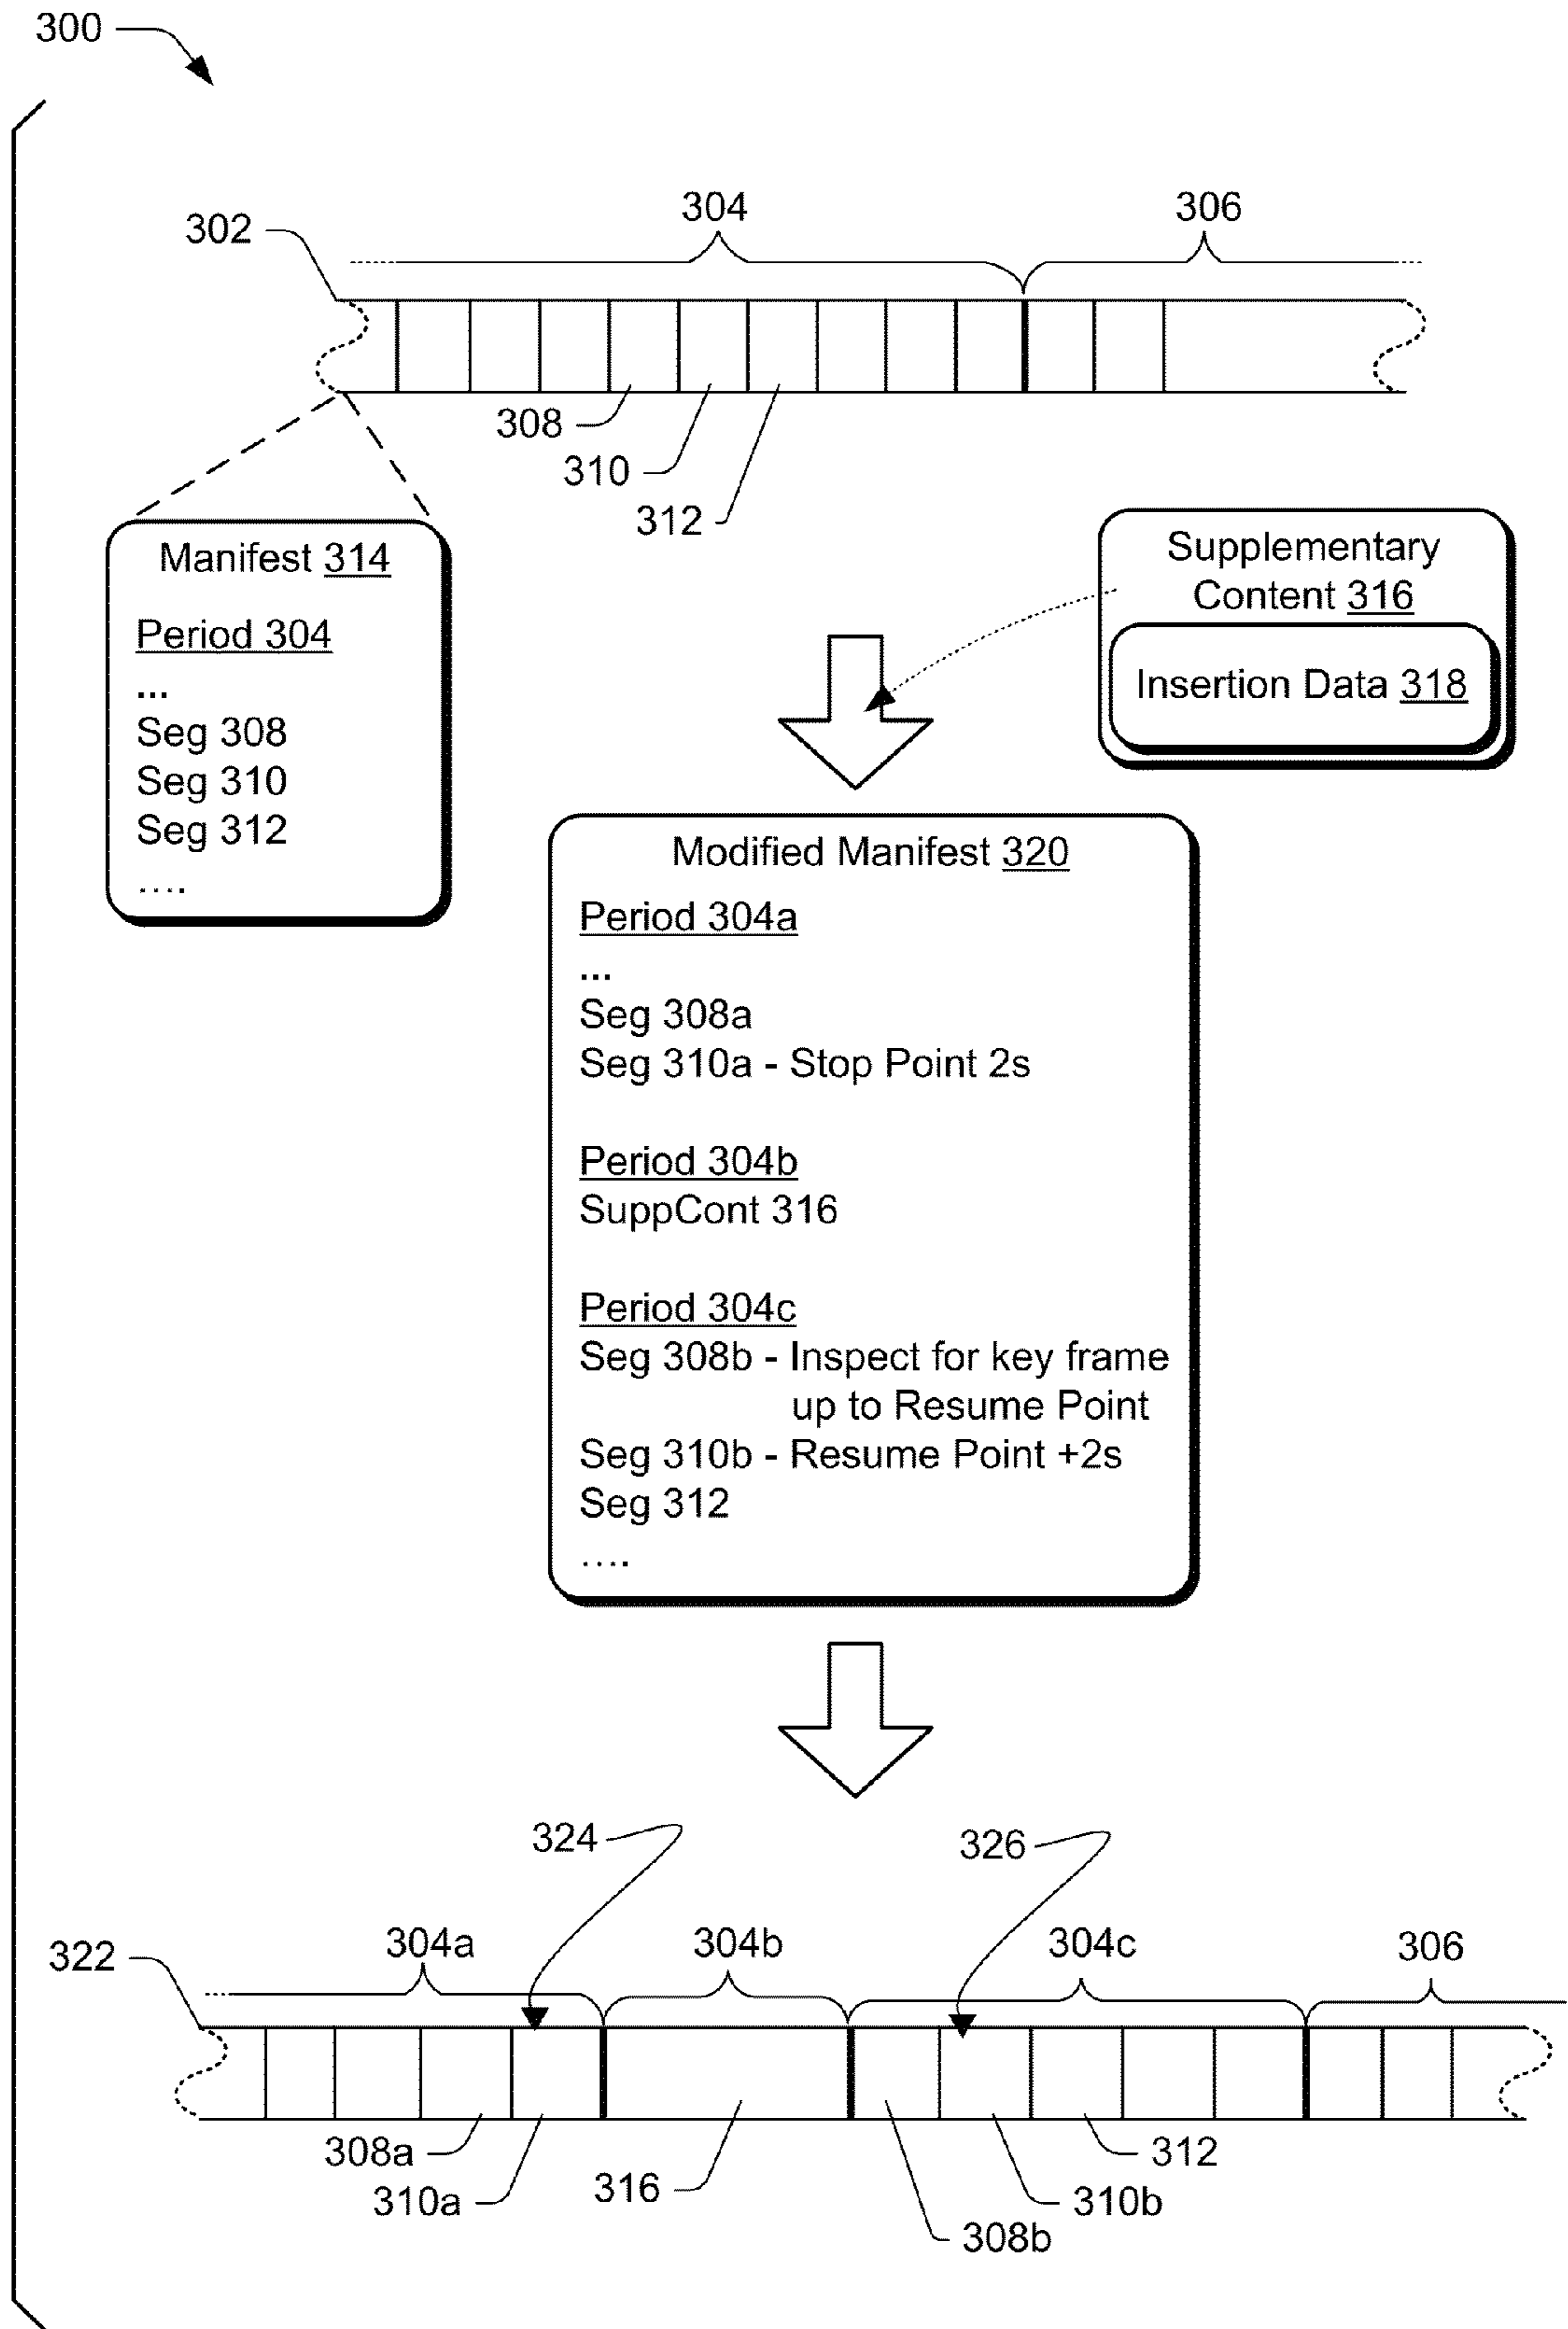 300
304
306
302
308
310
312
Manifest 314
Period 304
...
Seg 308
Seg 310
Seg 312
....
Supplementary
Content 316
Insertion Data 318
Modified Manifest 320
Period 304a
...
Seg 308a
Seg 310a - Stop Point 2s
Period 304b
SuppCont 316
Period 304c
Seg 308b - Inspect for key frame
up to Resume Point
Seg 310b - Resume Point +2s
Seg 312
....
324
326
322
304a
304b
304c
306
308a
310a
316
308b
310b
312